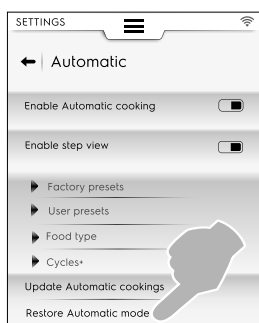 SETTINGS
Automatic
Enable Automatic cooking
Enable step view
Factory presets
User presets
Food type
Cycles+
Update Automatic cookings
Restore Automatic mode